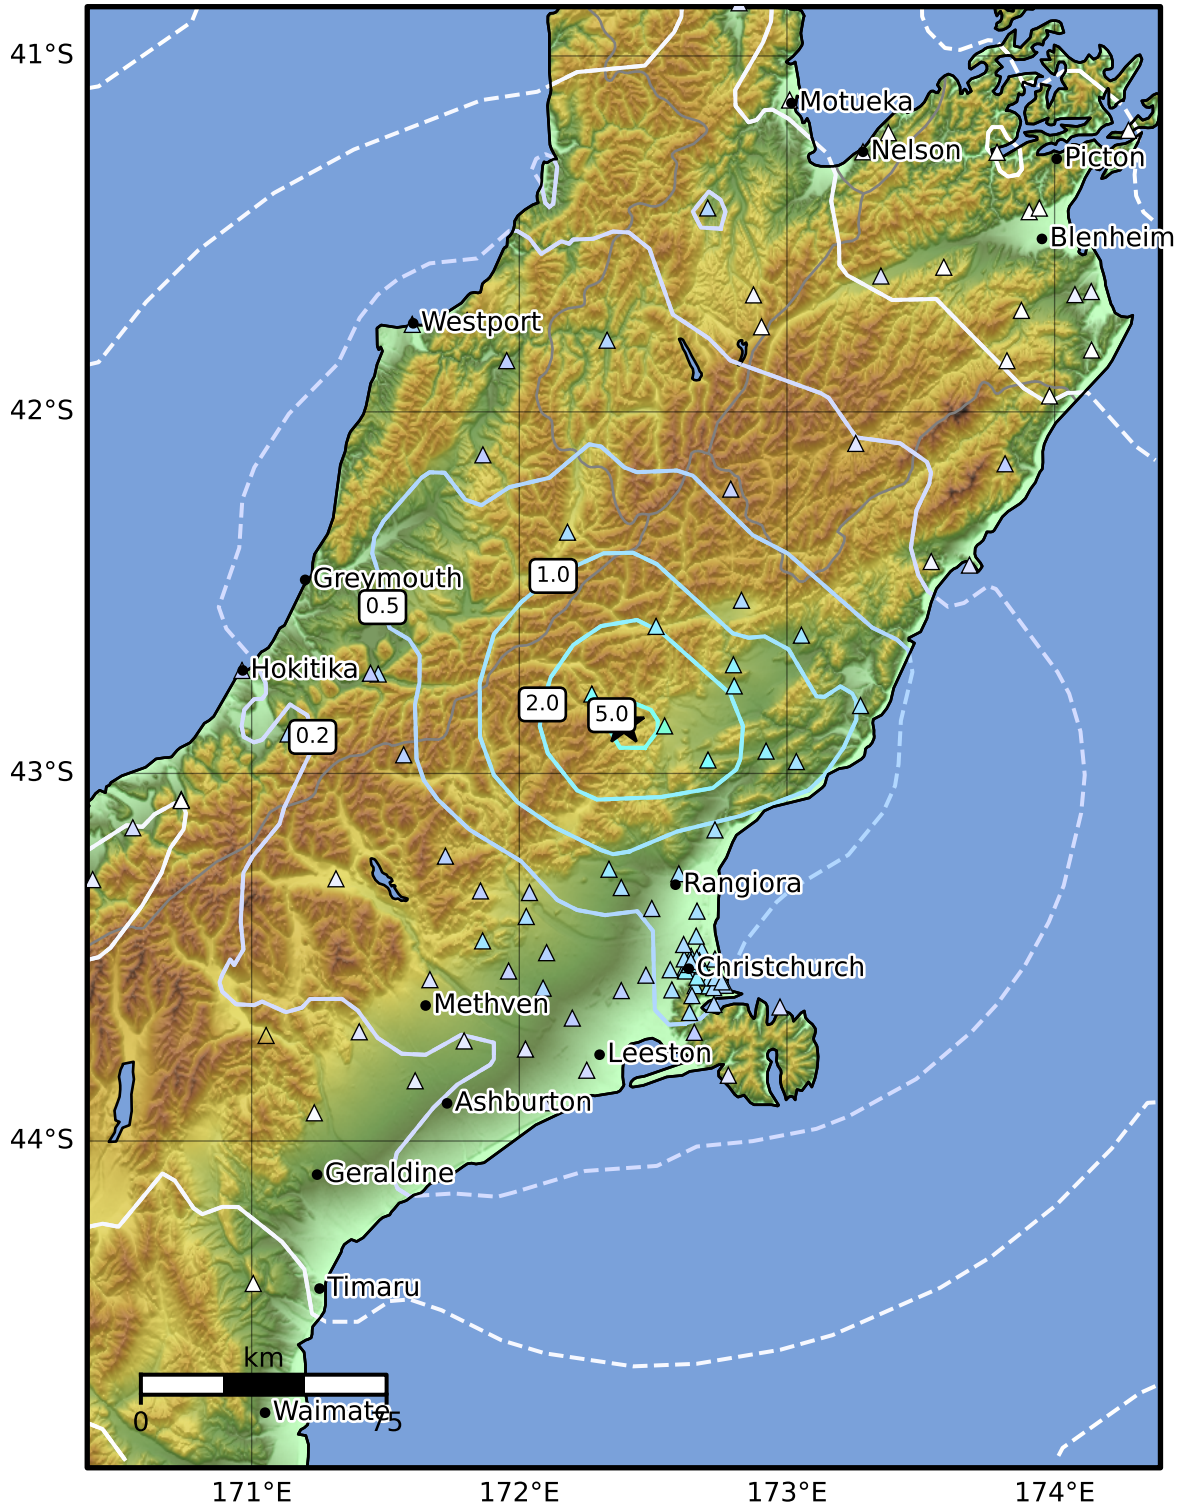 41°S
Motueka
Nelson
Picton
Blenheim
Westport
42°S
1.0
Greymouth
0.5
Hokitika
2.0
5.0
0.2
43°S
Rangiora
Christchurch
Methven
Leeston
Ashburton
44°S
Geraldine
Timaru
km
0
75
Waimate
171°E
172°E
173°E
174°E